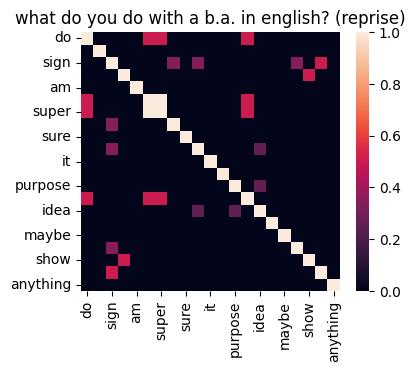 what do you do with a b.a. in english? (reprise)
do
sign
am
super
sure
it
purpose
idea
maybe
show
anything
do
sign
am
super
sure
it
purpose
idea
maybe
show
anything
1.0
0.8
0.6
0.4
0.2
0.0